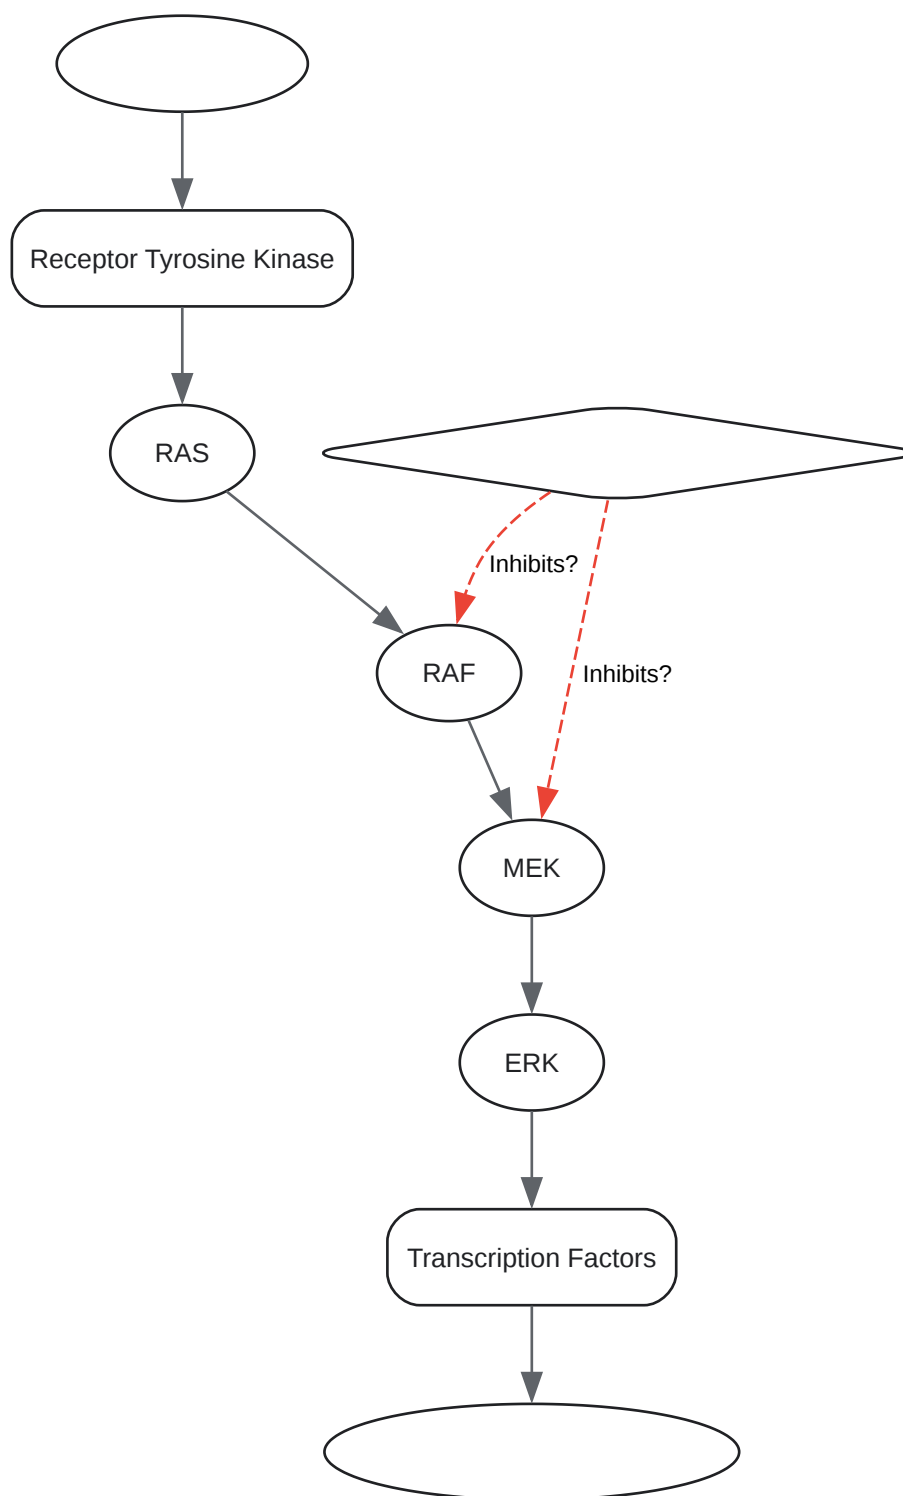 Receptor Tyrosine Kinase
RAS
Inhibits?
RAF
Inhibits?
MEK
ERK
Transcription Factors